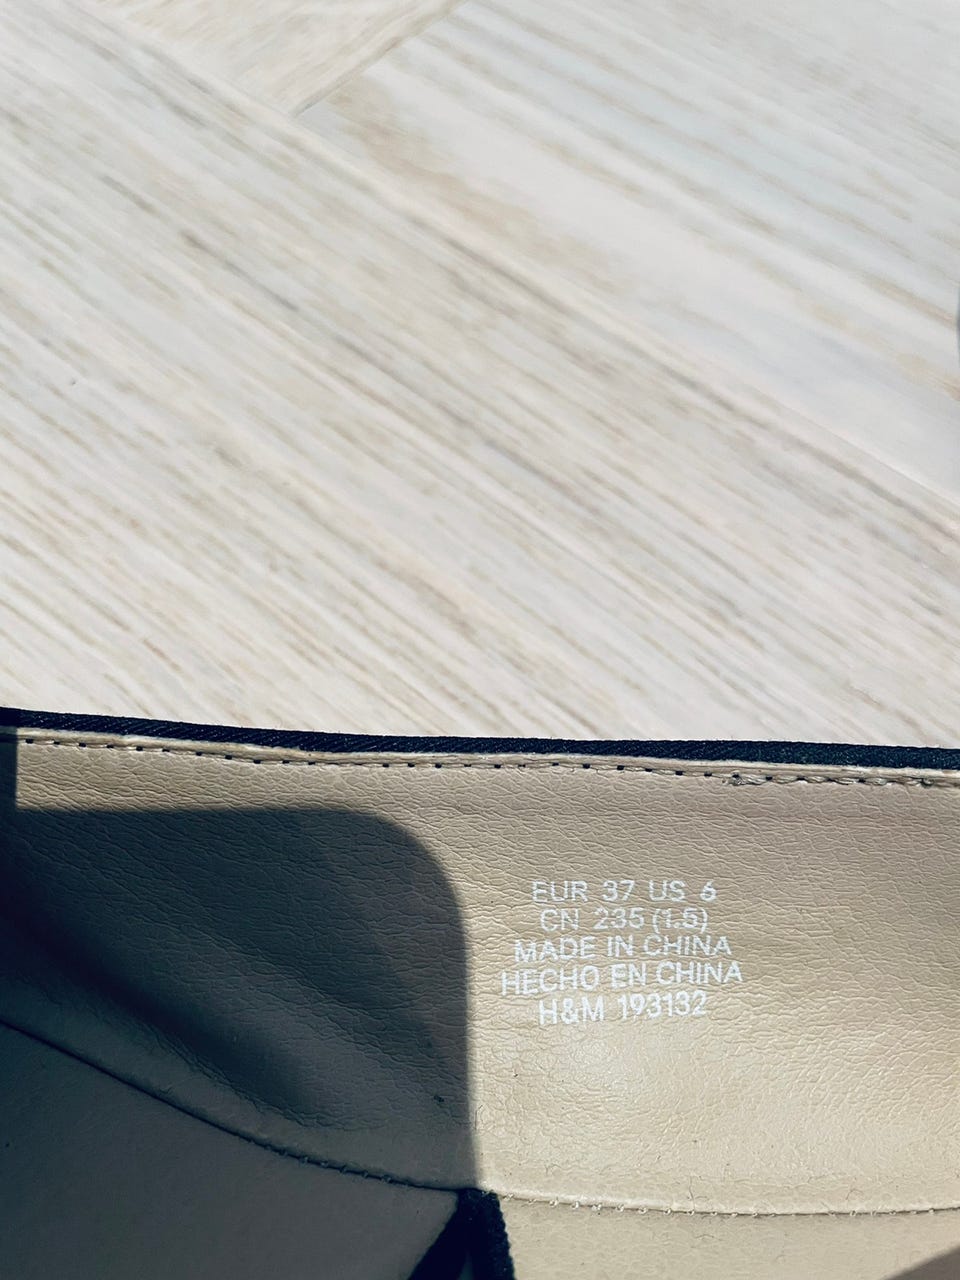 EUR 37 US 6
CN 235 (1.5)
MADE IN CHINA
HECHO EN CHINA
H&M 193132